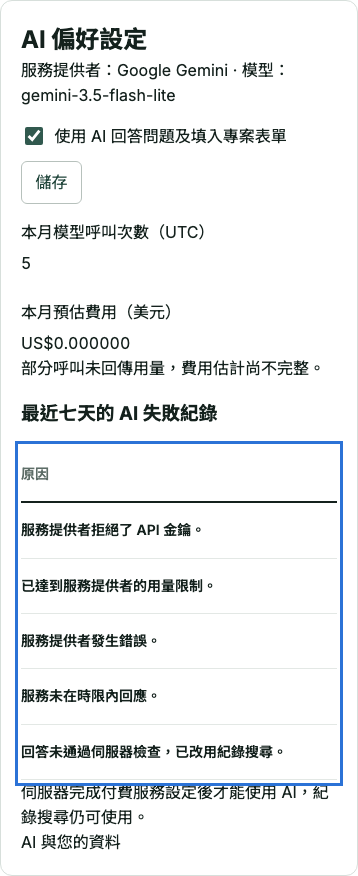 AI 偏好設定
服務提供者：Google Gemini · 模型：
gemini-3.5-flash-lite
使用 AI 回答問題及填入專案表單
儲存
本月模型呼叫次數（UTC）
5
本月預估費用（美元）
US$0.000000
部分呼叫未回傳用量，費用估計尚不完整。
最近七天的 AI 失敗紀錄
原因
服務提供者拒絕了 API 金鑰。
已達到服務提供者的用量限制。
服務提供者發生錯誤。
服務未在時限內回應。
回答未通過伺服器檢查，已改用紀錄搜尋。
伺服器完成付費服務設定後才能使用 AI，紀
錄搜尋仍可使用。
AI 與您的資料